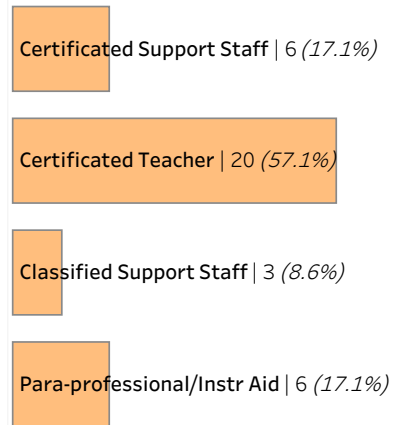 Certificated Support Staff | 6 (17.1%)
Certificated Teacher | 20 (57.1%)
Classified Support Staff | 3 (8.6%)
Para-professional/Instr Aid | 6 (17.1%)